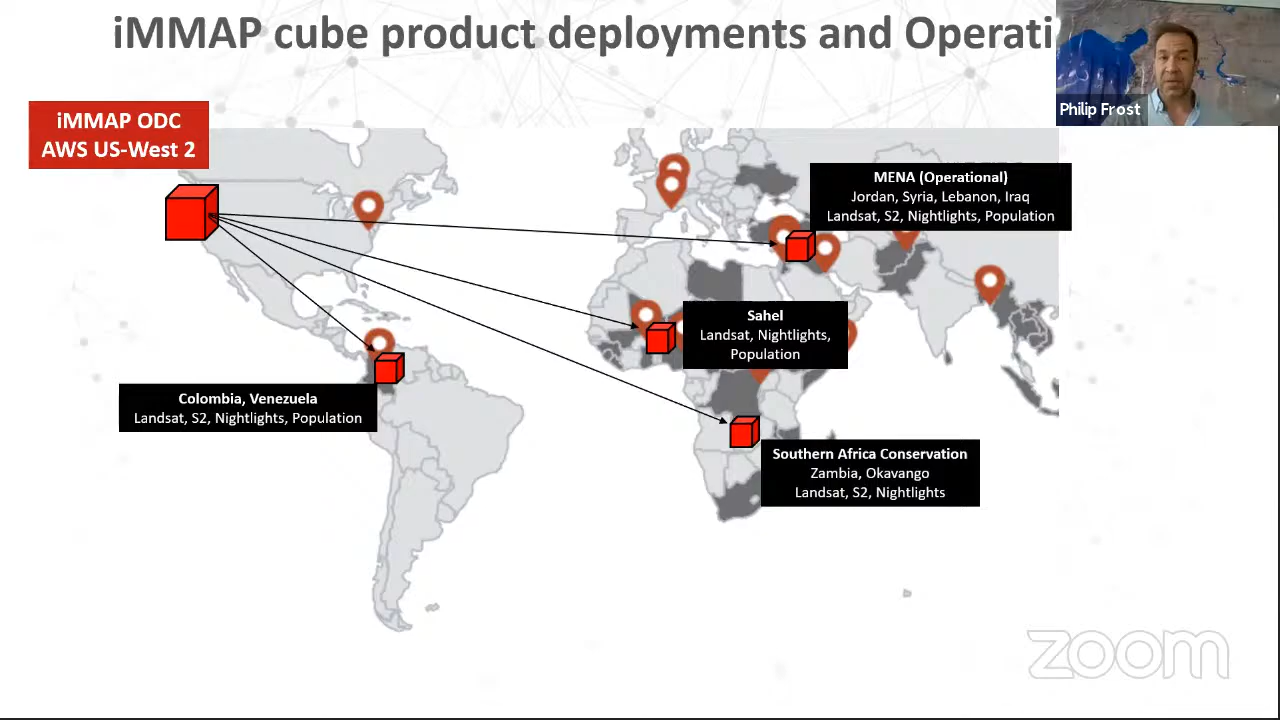 iMMAP cube product deployments and Operati
Philip Frost
iMMAP ODC
AWS US-West 2
MENA (Operational)
Jordan, Syria, Lebanon, Iraq
Landsat, S2, Nightlights, Population
Sahel
Landsat, Nightlights,
Population
Colombia, Venezuela
Landsat, S2, Nightlights, Population
Southern Africa Conservation
Zambia, Okavango
Landsat, S2, Nightlights
zoom